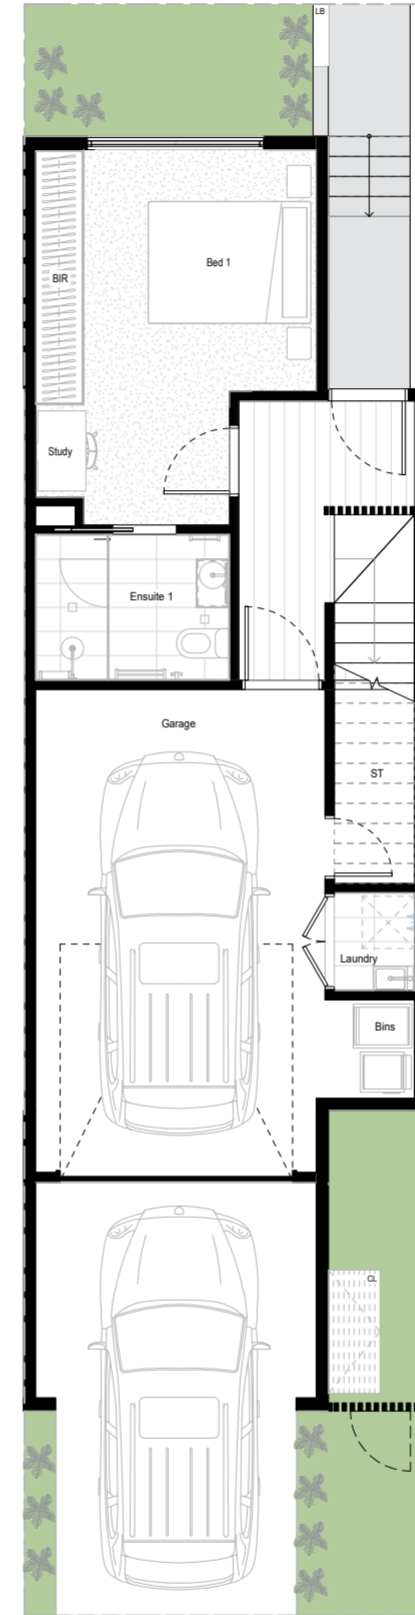 LB
Bed 1
BIR
Study
Ensuite 1
Garage
ST
Laundry
Bins
CL